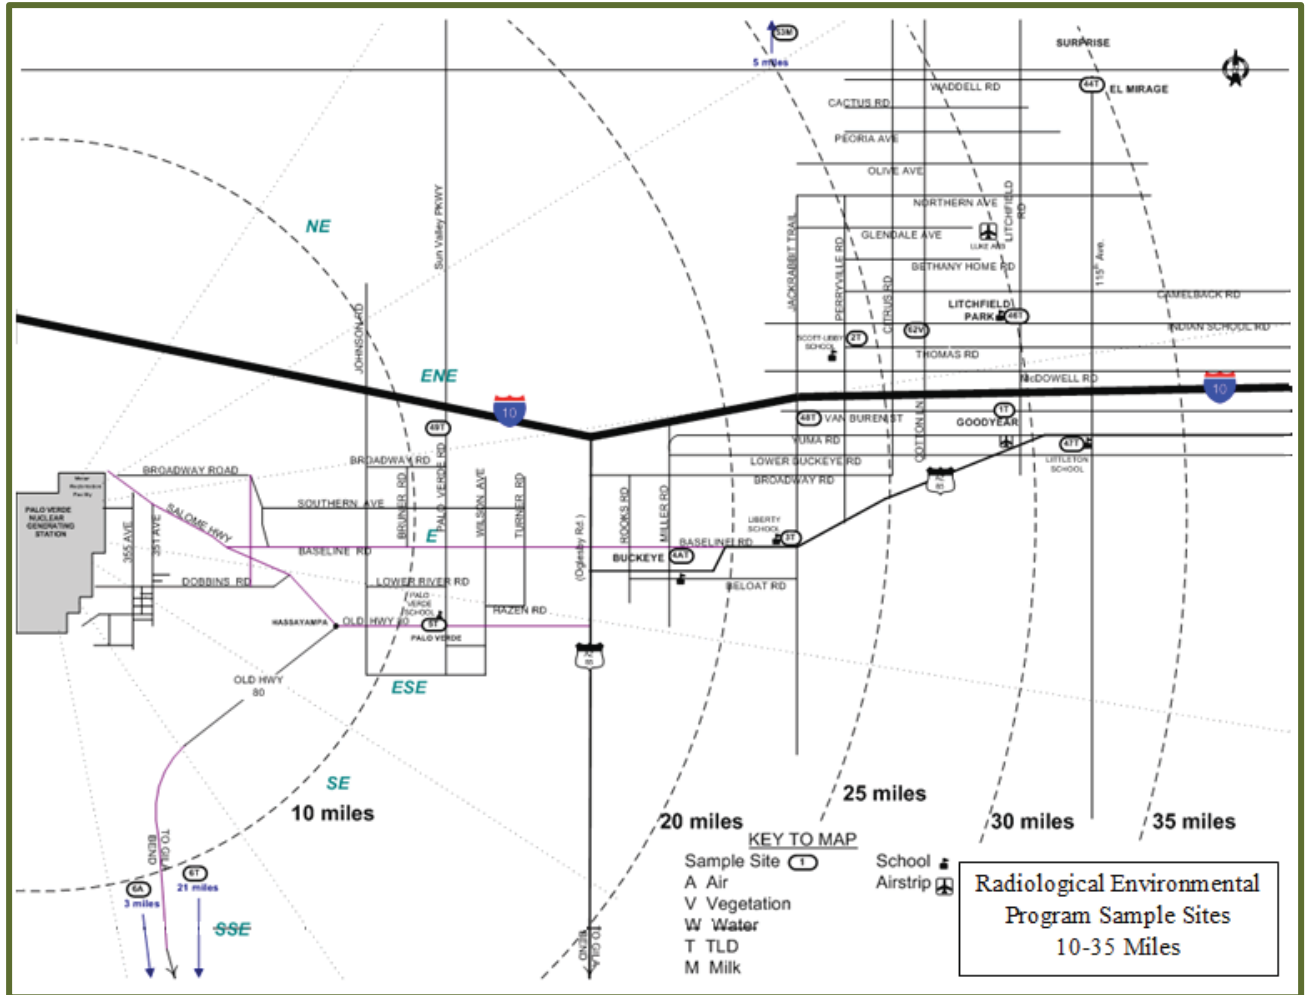 53M
5 miles
SURPRISE
WADDELL RD
44T
EL MIRAGE
CACTUS RD
PEORIA AVE
OLIVE AVE
NORTHERN AVE
LITCHFIELD RD
Sun Valley PKWY
NE
JACKRABBIT TRAIL
PERRYVILLE RD
GLENDALE AVE
LUKE AFB
BETHANY HOME RD
115th Ave.
CITRUS RD
CAMELBACK RD
LITCHFIELD
PARK
46T
JOHNSON RD
62V
INDIAN SCHOOL RD
SCOTT-LIBBY
SCHOOL
2T
THOMAS RD
ENE
McDOWELL RD
10
10
1T
48T
VAN BUREN ST
GOODYEAR
49T
COTTON LN
YUMA RD
47T
LITTLETON
SCHOOL
BROADWAY RD
LOWER BUCKEYE RD
BROADWAY ROAD
BROADWAY RD
85
Water
Reclamation
Facility
PALO VERDE
NUCLEAR
GENERATING
STATION
SALOME HWY
SOUTHERN AVE
BRUNER RD
PALO VERDE RD
WILSON AVE
TURNER RD
ROOKS RD
MILLER RD
355 AVE
351 AVE
E
LIBERTY
SCHOOL
3T
BASELINE RD
BASELINE RD
BUCKEYE
4AT
(Oglesby Rd.)
DOBBINS RD
LOWER RIVER RD
BELOAT RD
PALO
VERDE
SCHOOL
HAZEN RD
HASSAYAMPA
OLD HWY 80
5T
PALO VERDE
85
OLD HWY
80
ESE
SE
10 miles
20 miles
25 miles
30 miles
35 miles
TO GILA
BEND
6A
3 miles
6T
21 miles
SSE
TO GILA
BEND
KEY TO MAP
Sample Site 1
School
A Air
Airstrip
V Vegetation
W Water
T TLD
M Milk
Radiological Environmental
Program Sample Sites
10-35 Miles